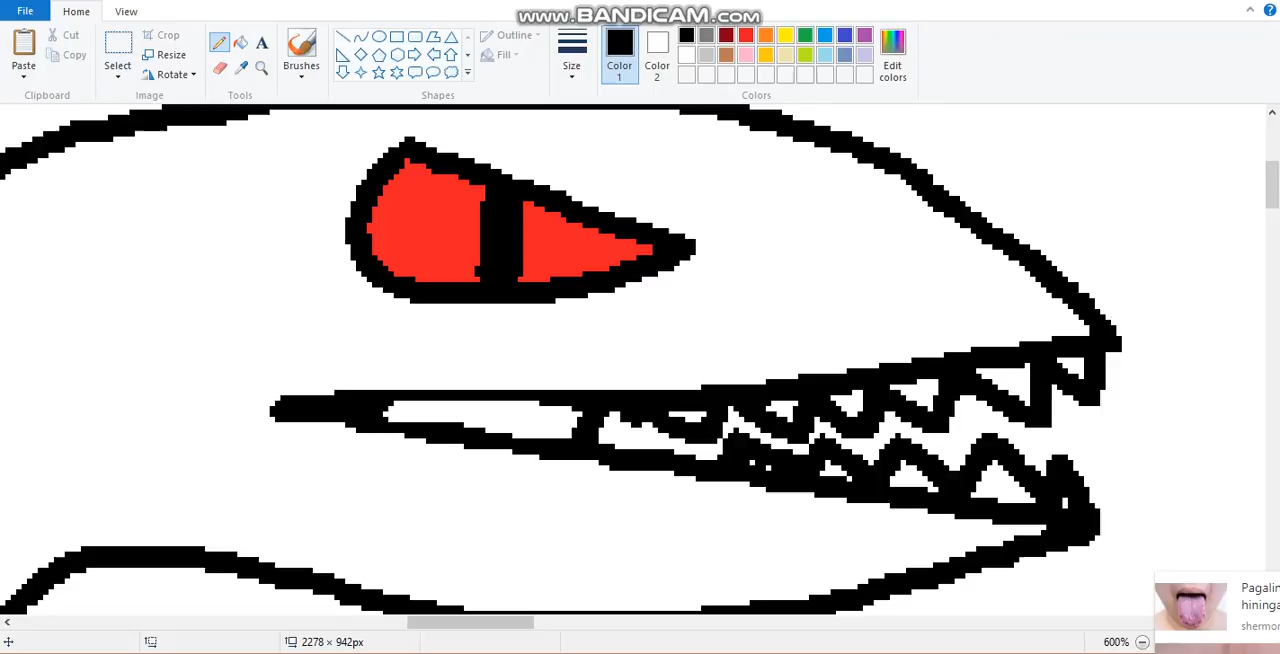 www.BANDICAM.com
File Home View
Paste
Cut
Copy
Clipboard
Select
Crop
Resize
Rotate
Image
Tools
Brushes
Shapes
Outline
Fill
Size
Color 1
Color 2
Colors
Edit colors
Pagalin
hininga
shermor
2278 × 942px
600%